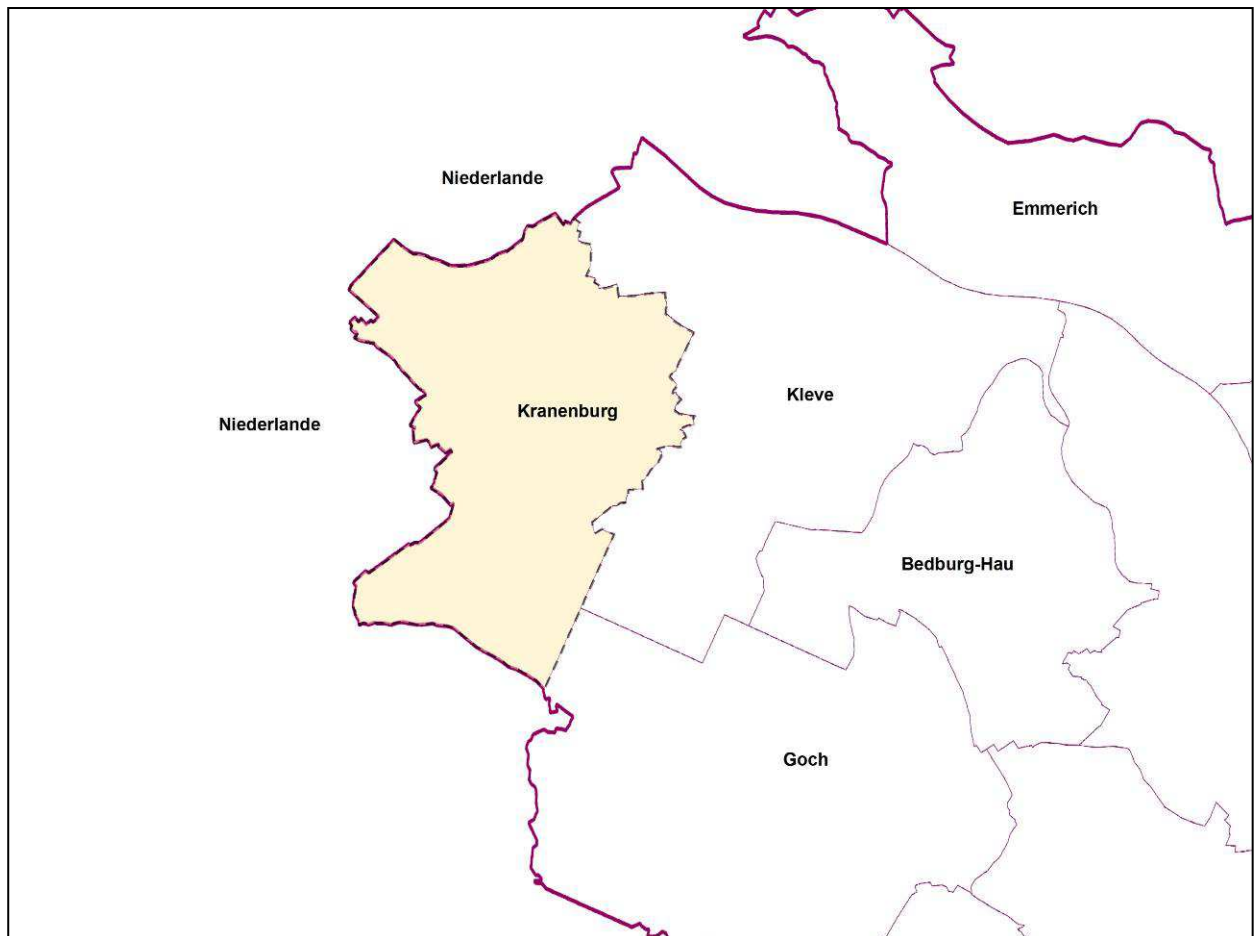 Niederlande
Emmerich
Kleve
Kranenburg
Niederlande
Bedburg-Hau
Goch